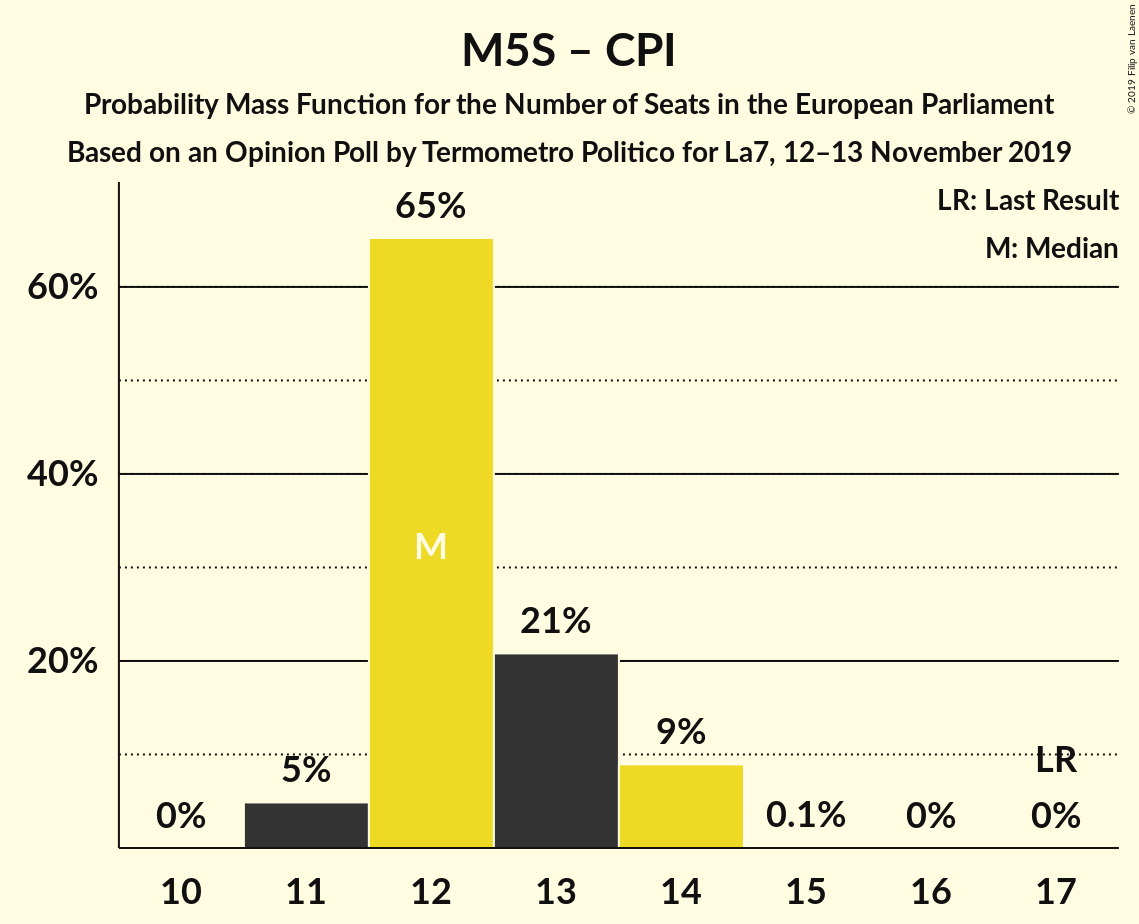 M5S – CPI
Probability Mass Function for the Number of Seats in the European Parliament
Based on an Opinion Poll by Termometro Politico for La7, 12–13 November 2019
© 2019 Filip van Laenen
LR: Last Result
M: Median
65%
60%
40%
M
21%
20%
9%
5%
LR
0%
0.1%
0%
0%
10 11 12 13 14 15 16 17